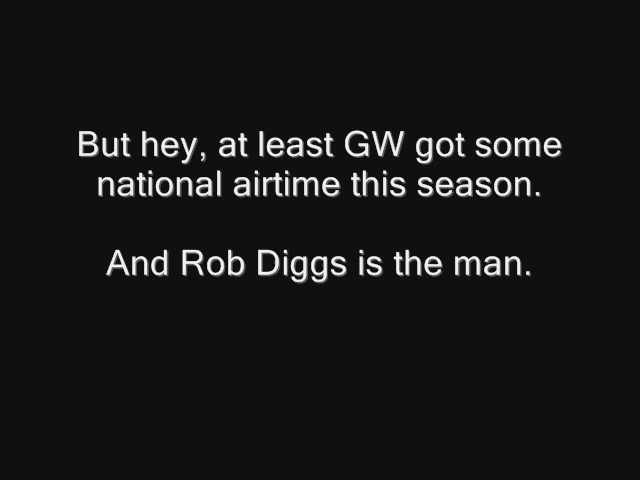 But hey, at least GW got some
national airtime this season.
And Rob Diggs is the man.